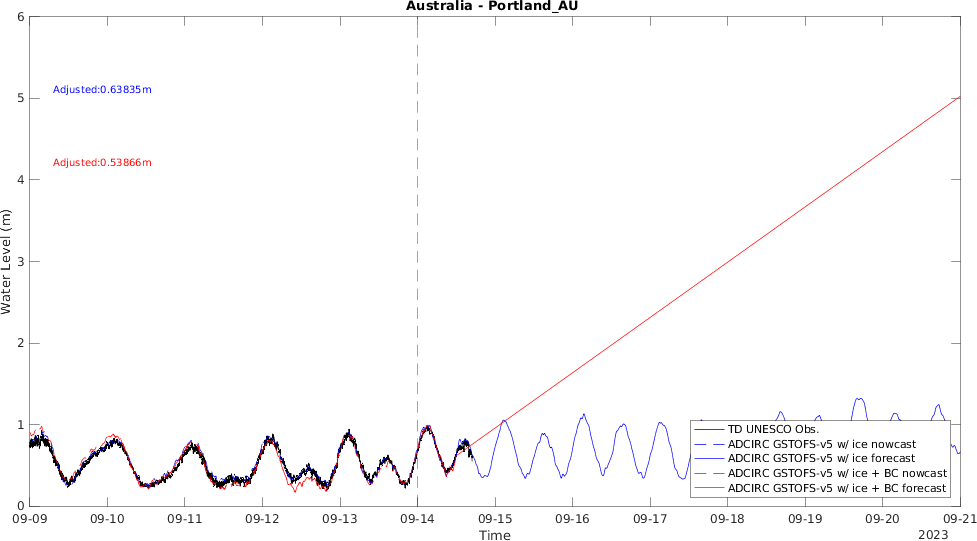 Australia - Portland_AU
6
5
4
3
2
1
0
Water Level (m)
Adjusted:0.63835m
Adjusted:0.53866m
TD UNESCO Obs.
ADCIRC GSTOFS-v5 w/ ice nowcast
ADCIRC GSTOFS-v5 w/ ice forecast
ADCIRC GSTOFS-v5 w/ ice + BC nowcast
ADCIRC GSTOFS-v5 w/ ice + BC forecast
09-09 09-10 09-11 09-12 09-13 09-14 09-15 09-16 09-17 09-18 09-19 09-20 09-21
Time
2023